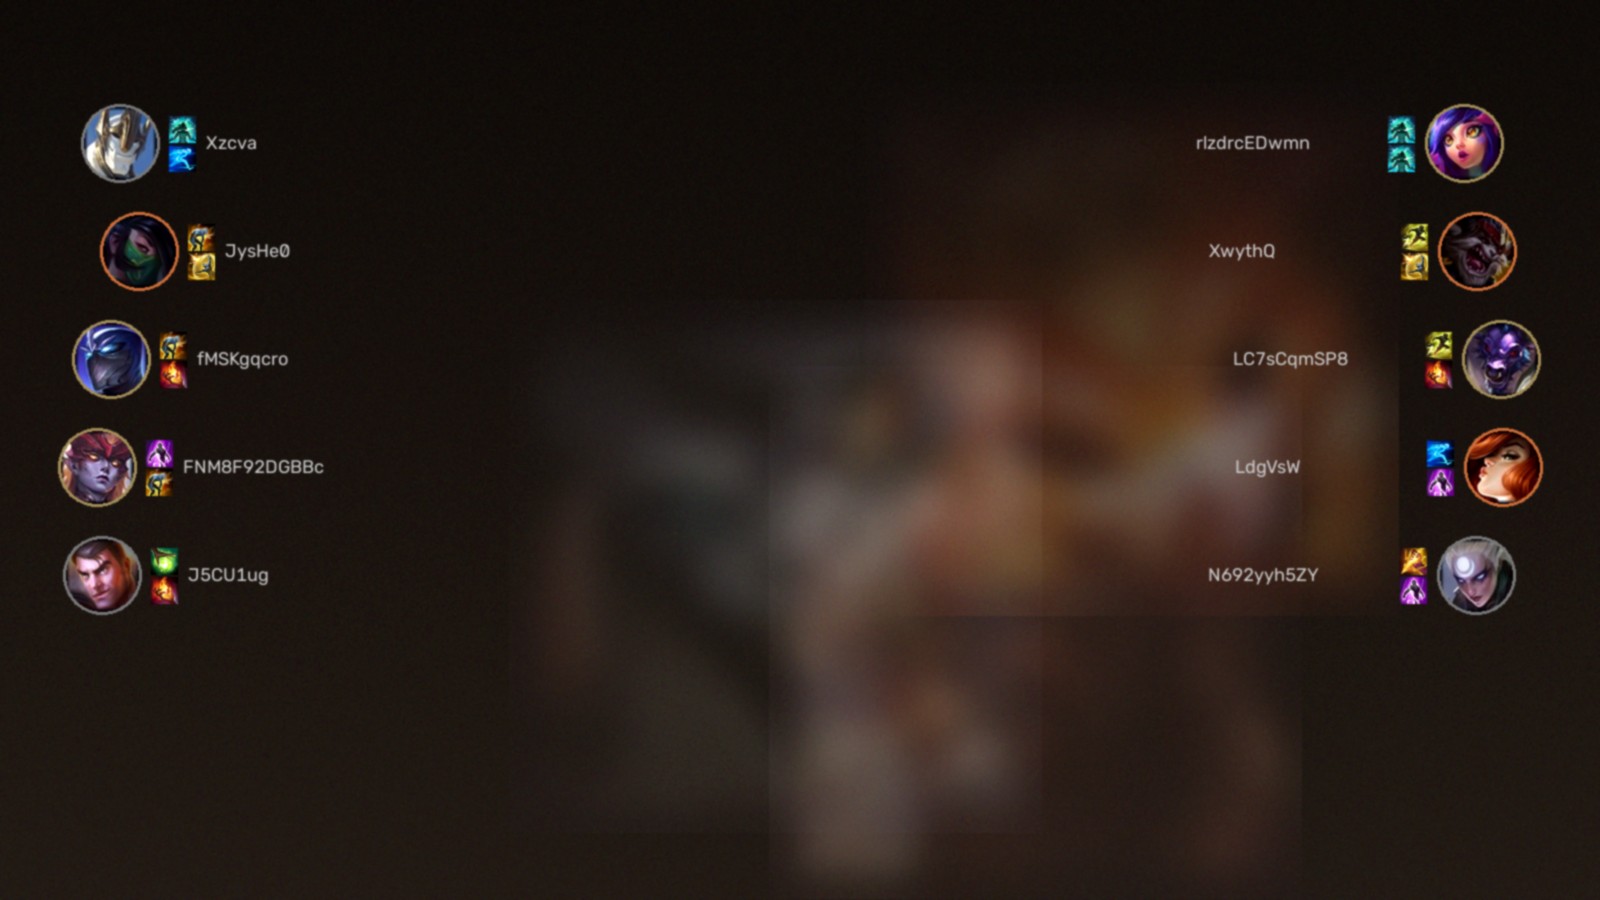 Xzcva
JysHe0
fMSKgqcro
FNM8F92DGBBc
J5CU1ug
rlzdrcEDwmn
XwythQ
LC7sCqmSP8
LdgVsW
N692yyh5ZY